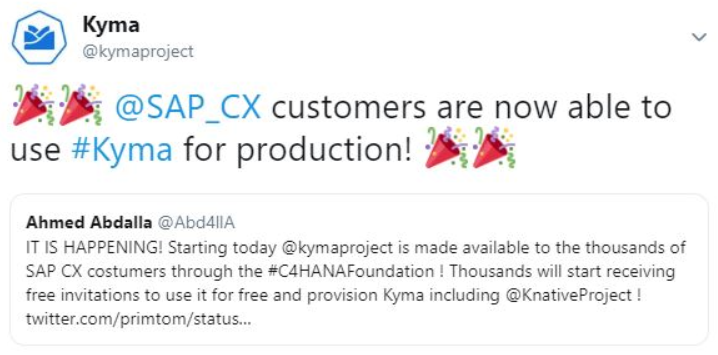 Kyma
@kymaproject
🎉🎉 @SAP_CX customers are now able to
use #Kyma for production! 🎉🎉
Ahmed Abdalla @Abd4llA
IT IS HAPPENING! Starting today @kymaproject is made available to the thousands of
SAP CX costumers through the #C4HANAFoundation ! Thousands will start receiving
free invitations to use it for free and provision Kyma including @KnativeProject !
twitter.com/primtom/status...